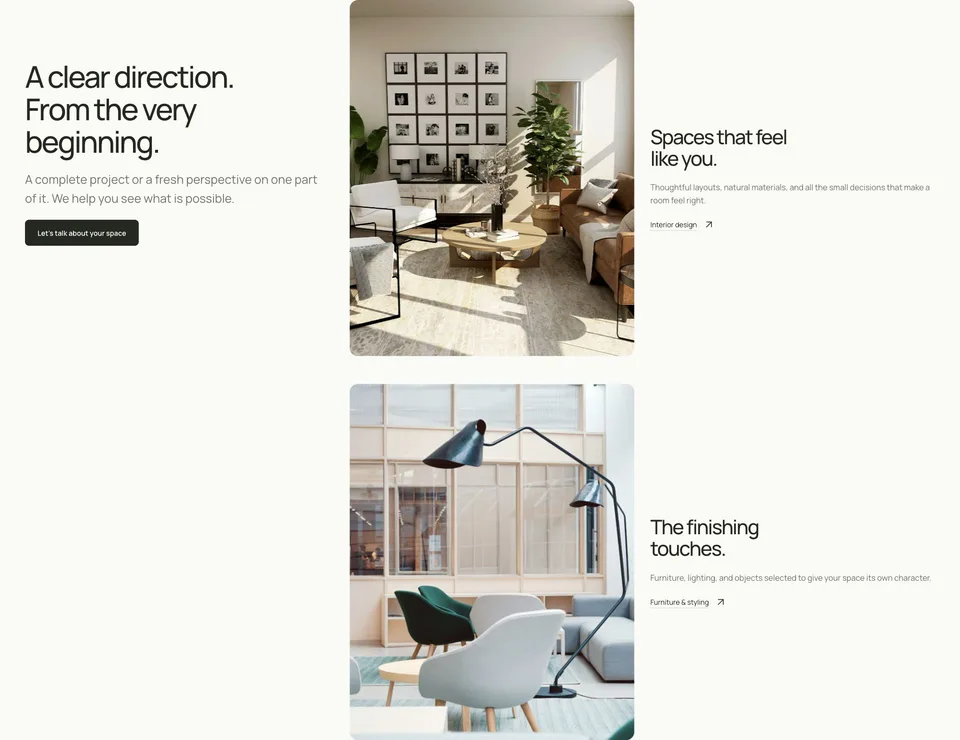 A clear direction.
From the very
beginning.
A complete project or a fresh perspective on one part
of it. We help you see what is possible.
Let's talk about your space
Spaces that feel
like you.
Thoughtful layouts, natural materials, and all the small decisions that make a
room feel right.
Interior design
The finishing
touches.
Furniture, lighting, and objects selected to give your space its own character.
Furniture & styling